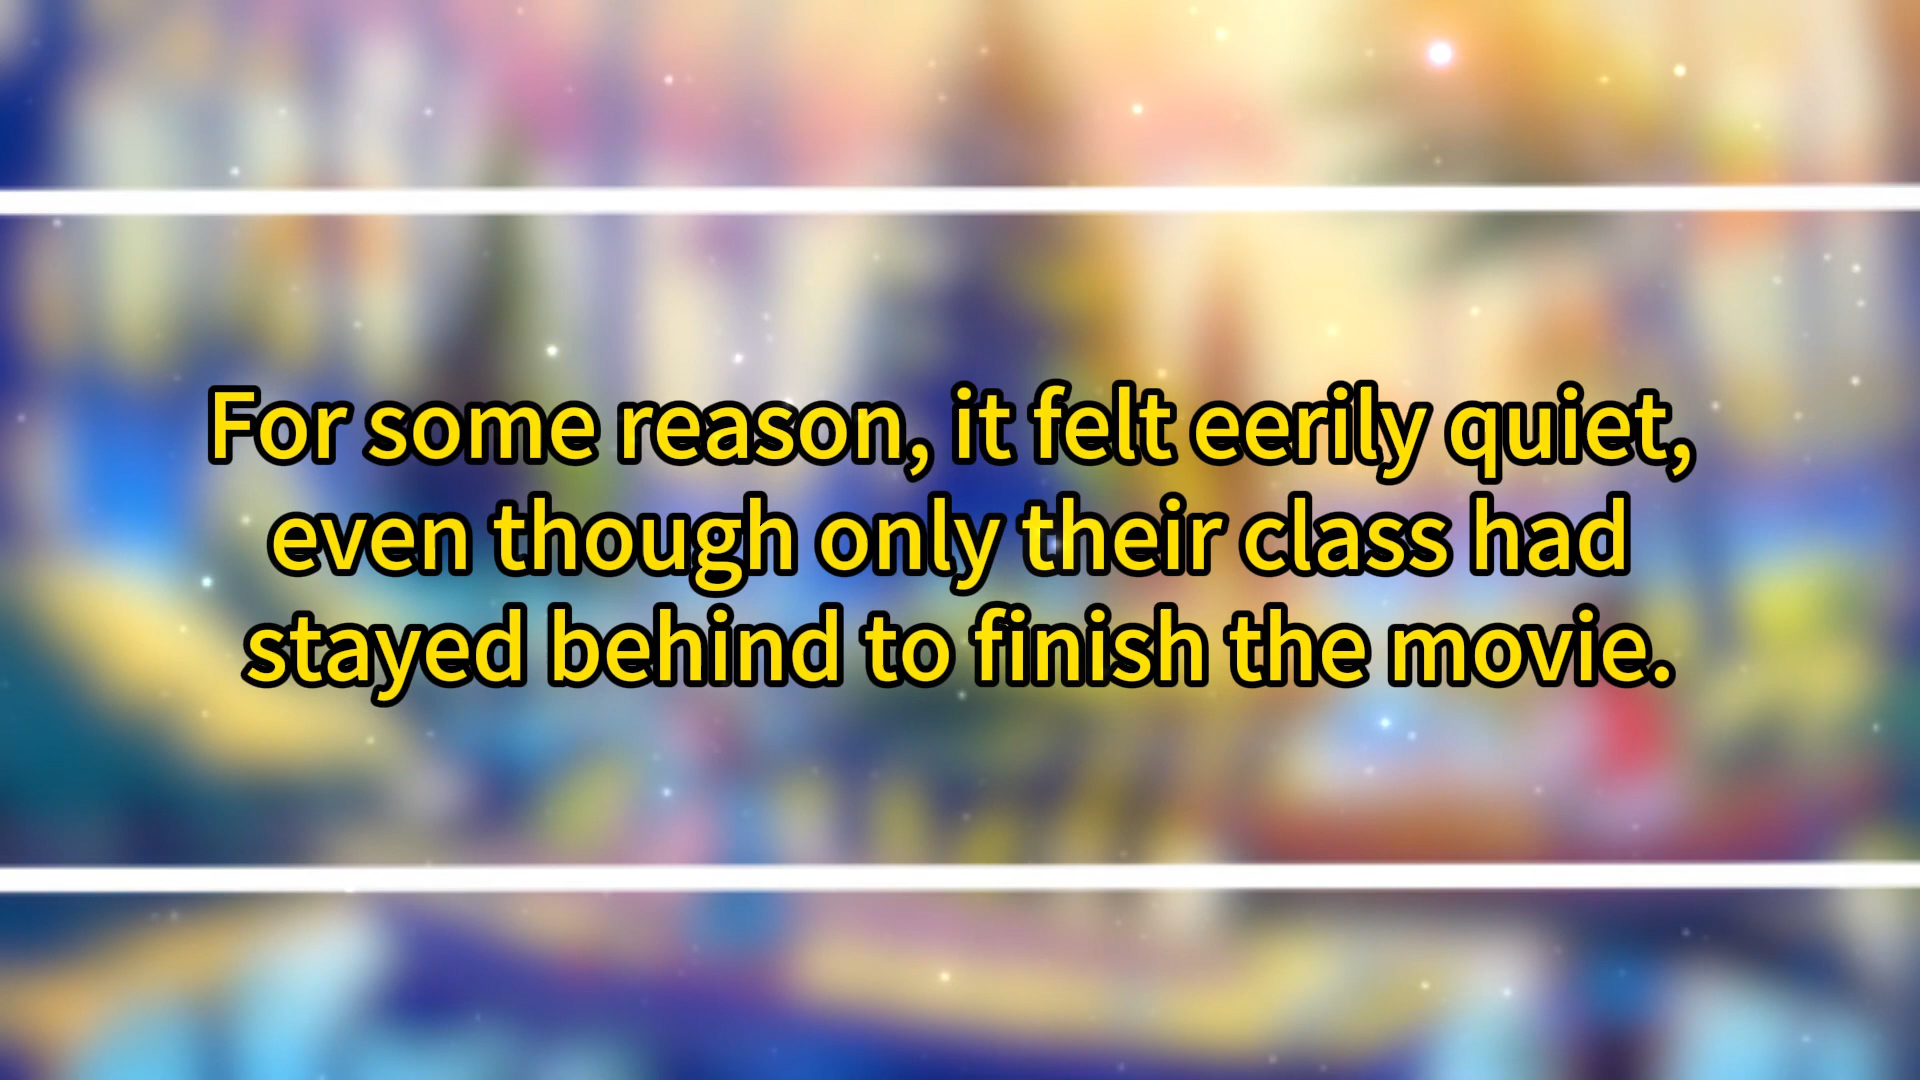 For some reason, it felt eerily quiet,
even though only their class had
stayed behind to finish the movie.